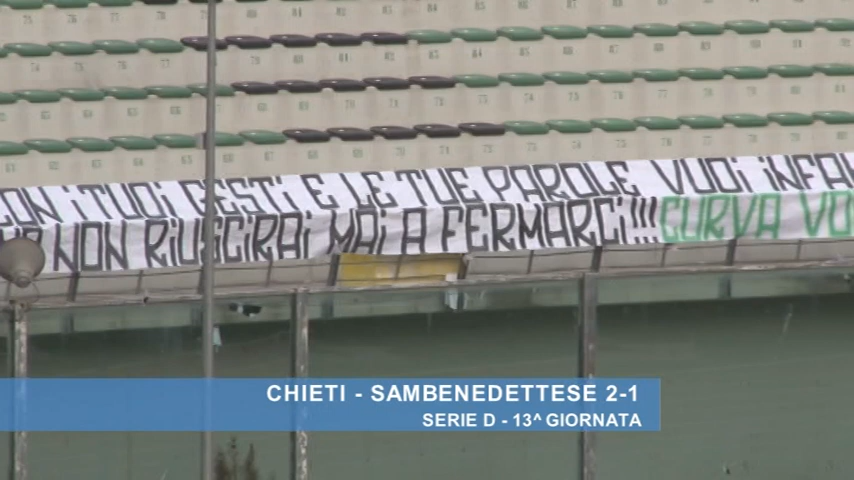 CON I TUOI GESTI E LE TUE PAROLE VUOI INFAN
NON RIUSCIRAI MAI A FERMARCI!!! CURVA VO
CHIETI - SAMBENEDETTESE 2-1
SERIE D - 13^ GIORNATA